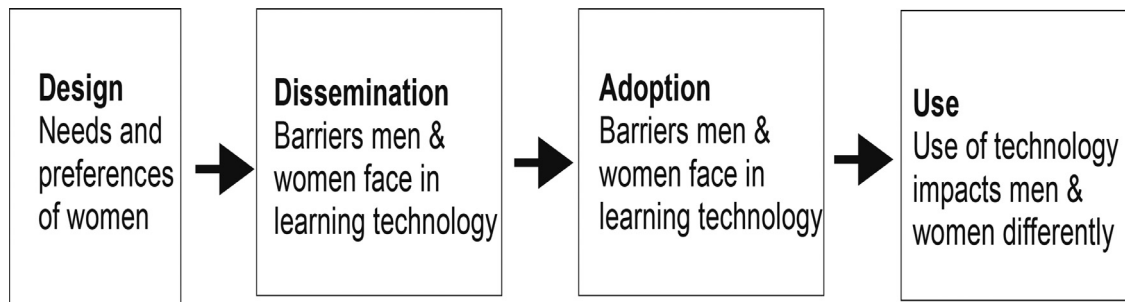 Design
Needs and
preferences
of women
Dissemination
Barriers men &
women face in
learning technology
Adoption
Barriers men &
women face in
learning technology
Use
Use of technology
impacts men &
women differently